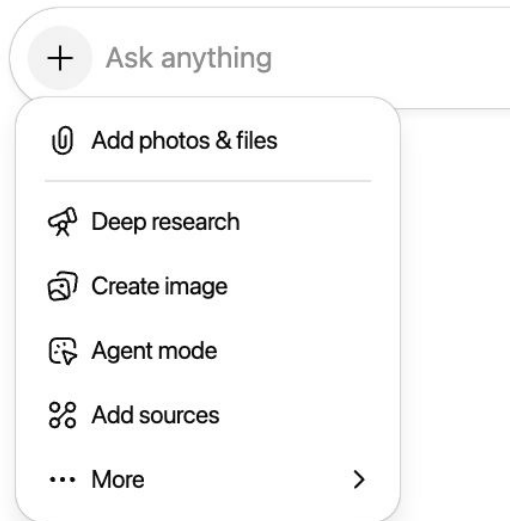 Ask anything
Add photos & files
Deep research
Create image
Agent mode
Add sources
More